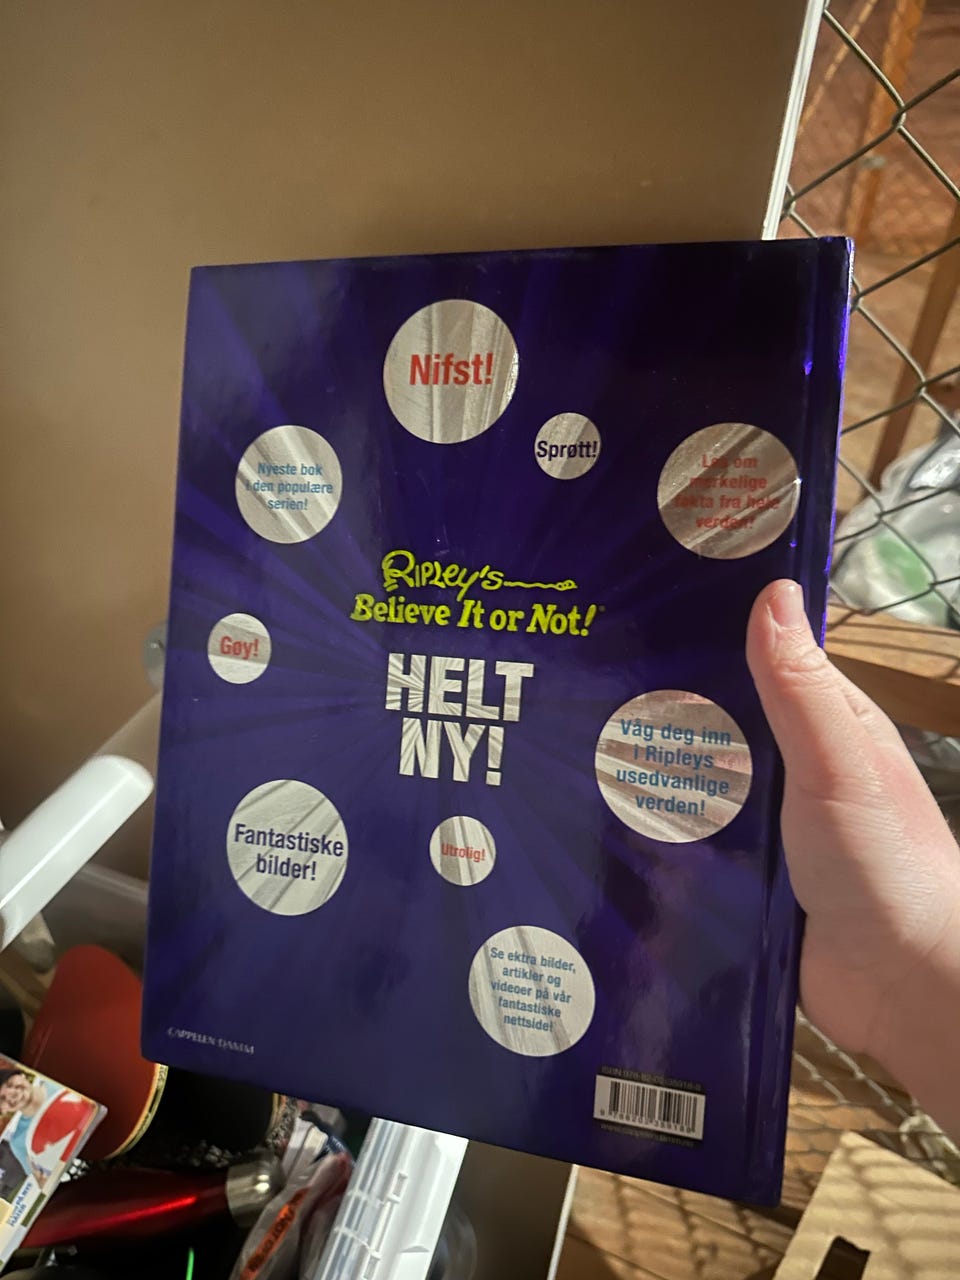 Nifst!
Sprøtt!
Nyeste bok
i den populære
serien!
Les om
merkelige
fakta fra hele
verden!
RIPLEY'S
Believe It or Not!
Gøy!
HELT
NY!
Våg deg inn
i Ripleys
usedvanlige
verden!
Fantastiske
bilder!
Utrolig!
Se ektra bilder,
artikler og
videoer på vår
fantastiske
nettside!
CAPPELEN DAMM